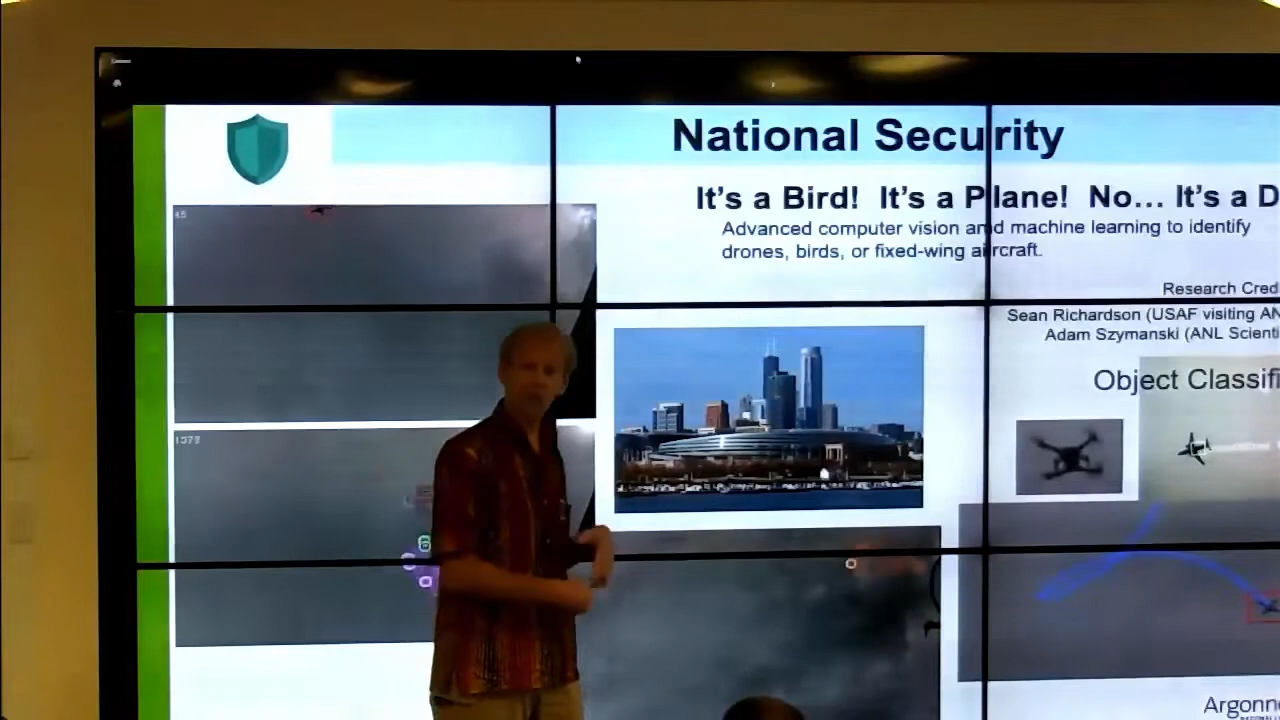 National Security
It's a Bird!  It's a Plane!  No... It's a D
Advanced computer vision and machine learning to identify
drones, birds, or fixed-wing aircraft.
Research Cred
Sean Richardson (USAF visiting AN
Adam Szymanski (ANL Scienti
Object Classifi
Argonn